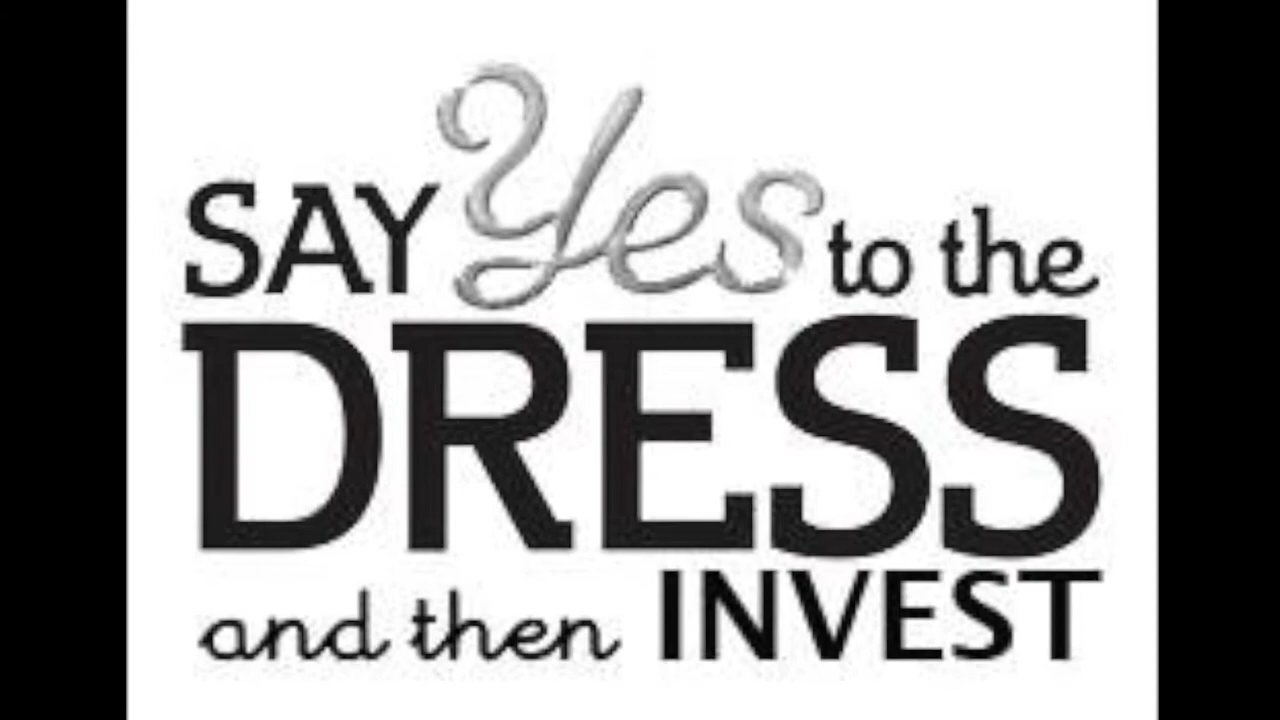 SAY Yes to the
DRESS
and then INVEST